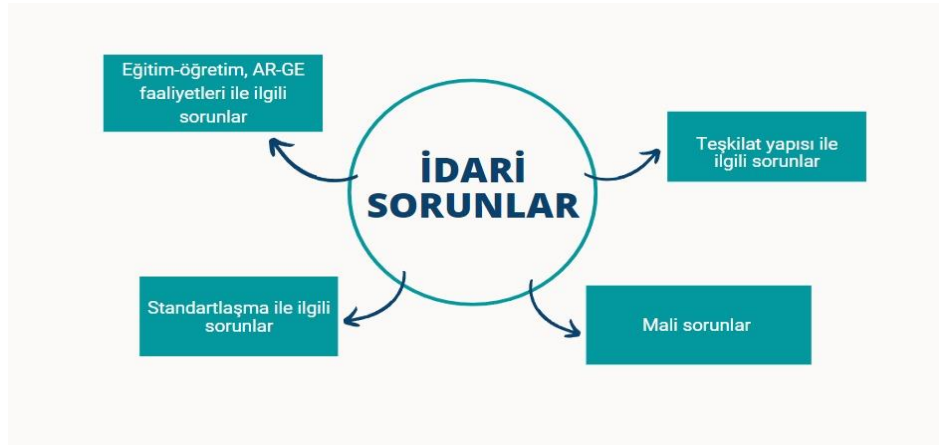 Eğitim-öğretim, AR-GE
faaliyetleri ile ilgili
sorunlar
Teşkilat yapısı ile
ilgili sorunlar
İDARİ
SORUNLAR
Standartlaşma ile ilgili
sorunlar
Mali sorunlar